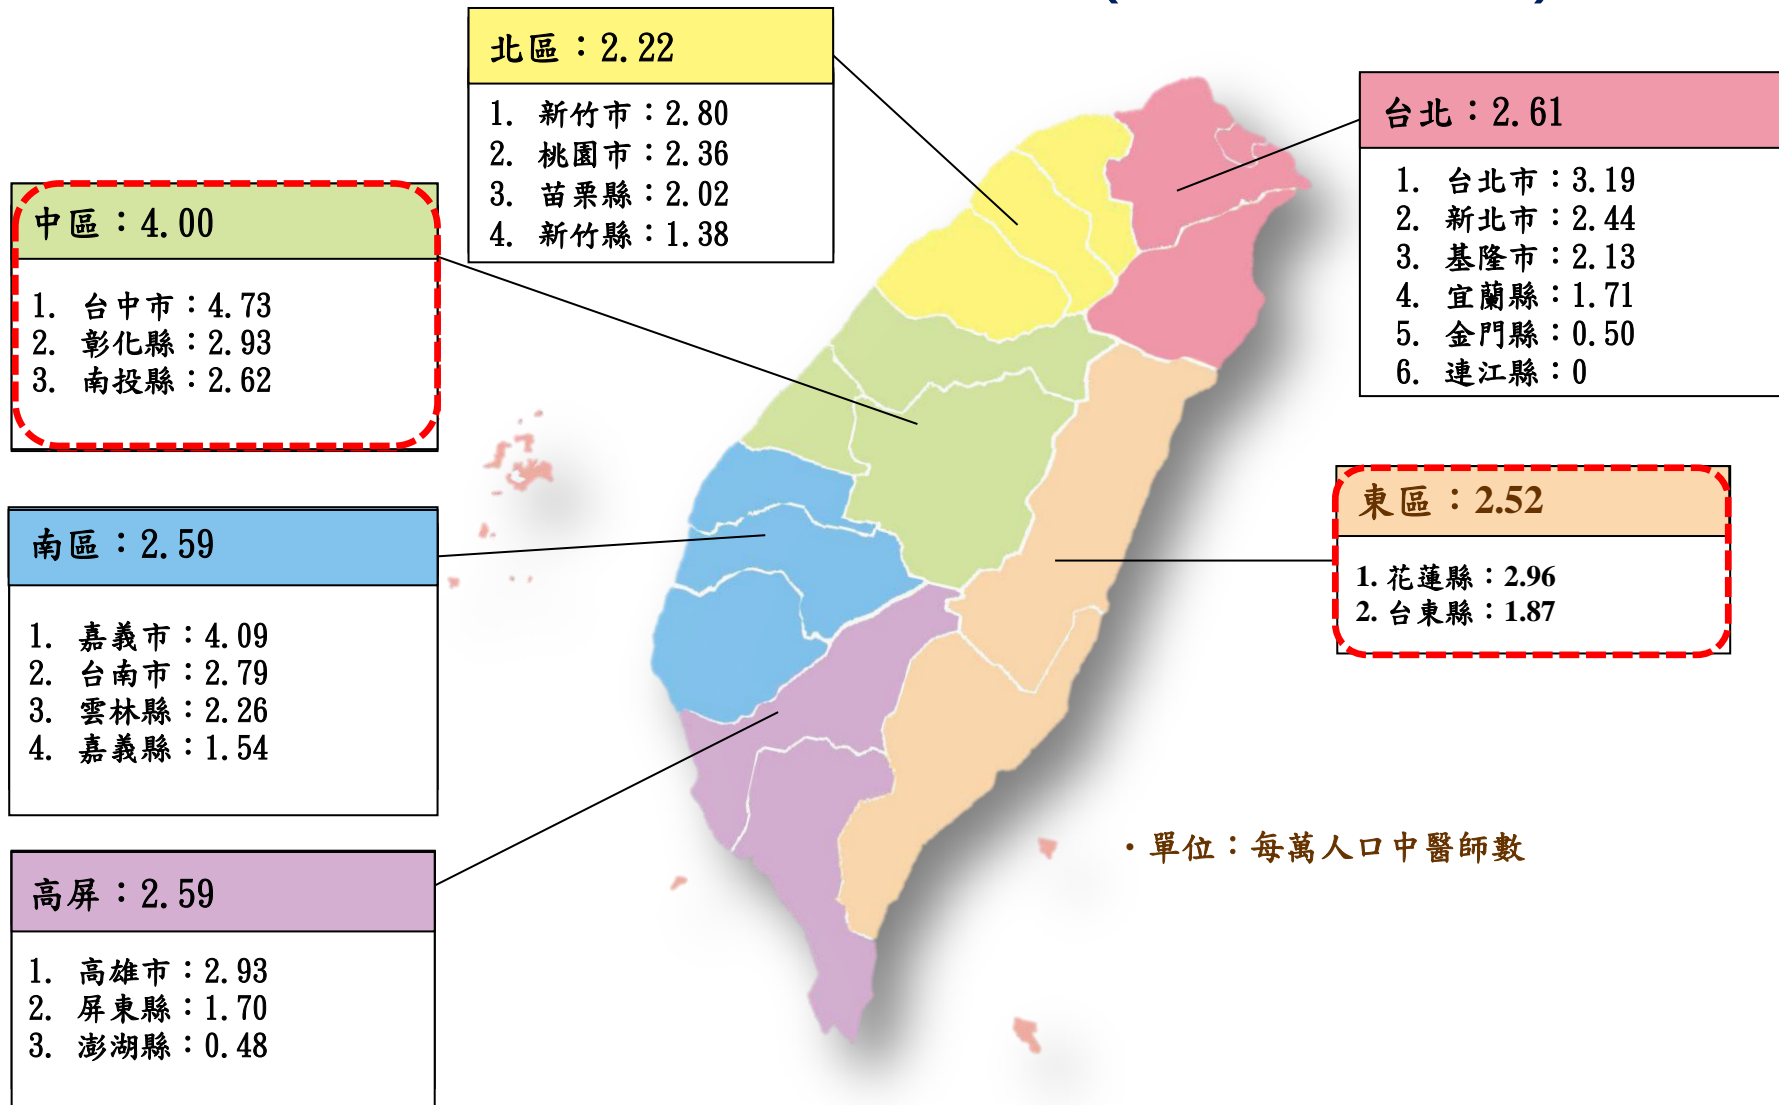 北區：2.22
1. 新竹市：2.80
2. 桃園市：2.36
3. 苗栗縣：2.02
4. 新竹縣：1.38
台北：2.61
1. 台北市：3.19
2. 新北市：2.44
3. 基隆市：2.13
4. 宜蘭縣：1.71
5. 金門縣：0.50
6. 連江縣：0
中區：4.00
1. 台中市：4.73
2. 彰化縣：2.93
3. 南投縣：2.62
東區：2.52
1. 花蓮縣：2.96
2. 台東縣：1.87
南區：2.59
1. 嘉義市：4.09
2. 台南市：2.79
3. 雲林縣：2.26
4. 嘉義縣：1.54
・單位：每萬人口中醫師數
高屏：2.59
1. 高雄市：2.93
2. 屏東縣：1.70
3. 澎湖縣：0.48